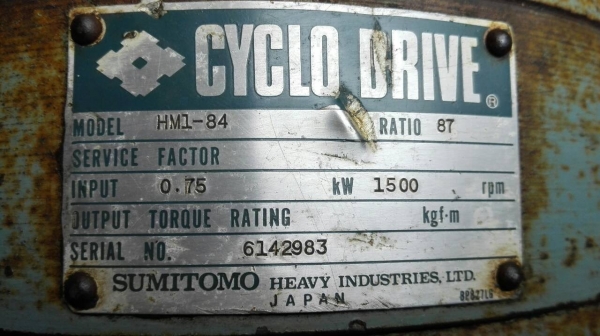 CYCLO DRIVE ®
MODEL HM1-84 RATIO 87
SERVICE FACTOR
INPUT 0.75 kW 1500 rpm
OUTPUT TORQUE RATING kgf-m
SERIAL NO. 6142983
SUMITOMO HEAVY INDUSTRIES, LTD.
JAPAN